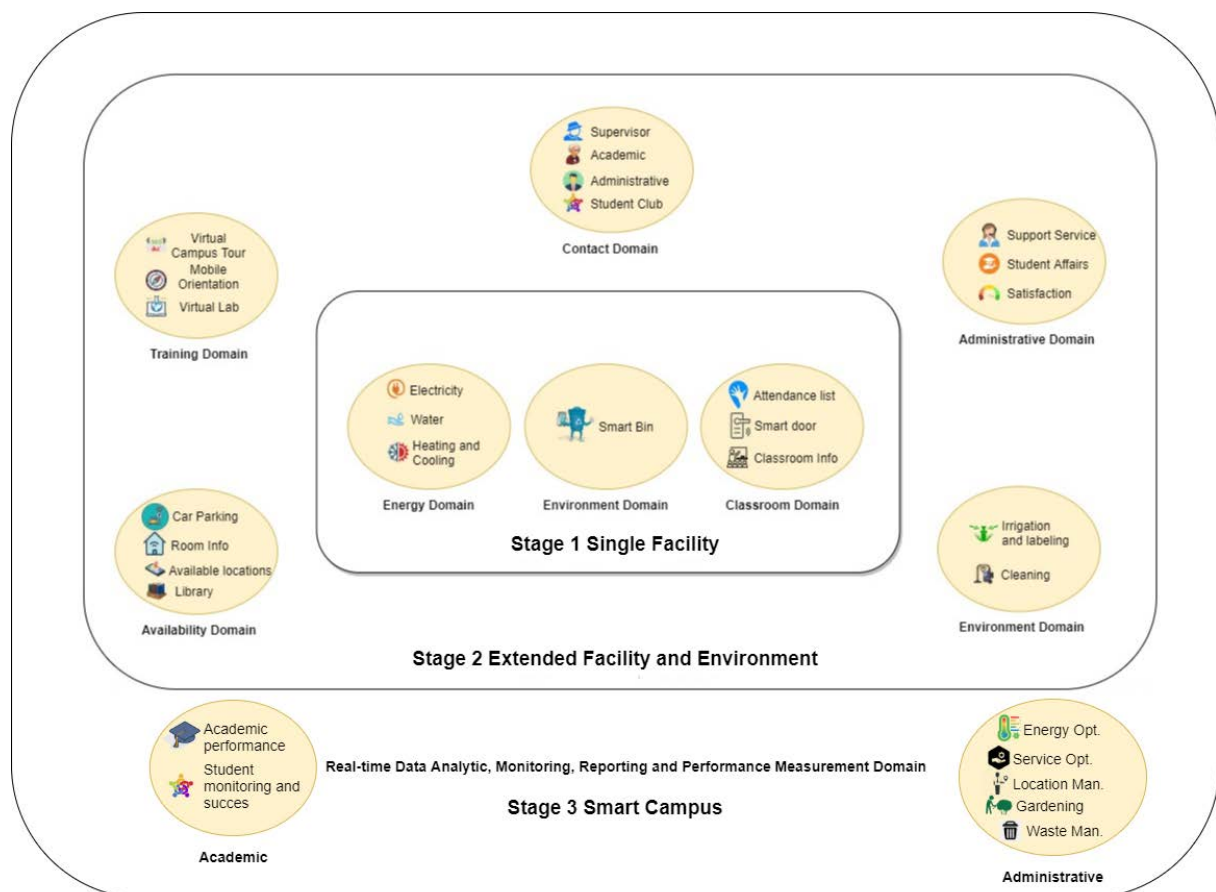 Supervisor
Academic
Administrative
Student Club
Contact Domain
Virtual
Campus Tour
Mobile
Orientation
Virtual Lab
Training Domain
Support Service
Student Affairs
Satisfaction
Administrative Domain
Electricity
Water
Heating and
Cooling
Energy Domain
Smart Bin
Environment Domain
Attendance list
Smart door
Classroom Info
Classroom Domain
Stage 1 Single Facility
Car Parking
Room Info
Available locations
Library
Availability Domain
Irrigation
and labeling
Cleaning
Environment Domain
Stage 2 Extended Facility and Environment
Academic
performance
Student
monitoring and
succes
Academic
Real-time Data Analytic, Monitoring, Reporting and Performance Measurement Domain
Stage 3 Smart Campus
Energy Opt.
Service Opt.
Location Man.
Gardening
Waste Man.
Administrative